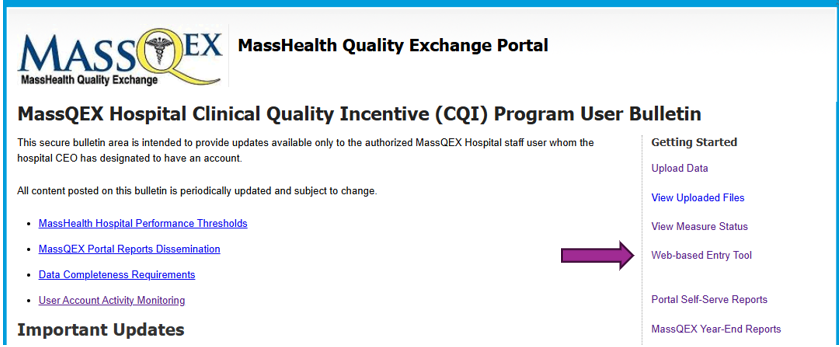 MASSQEX
MassHealth Quality Exchange
MassHealth Quality Exchange Portal
MassQEX Hospital Clinical Quality Incentive (CQI) Program User Bulletin
This secure bulletin area is intended to provide updates available only to the authorized MassQEX Hospital staff user whom the
hospital CEO has designated to have an account.
All content posted on this bulletin is periodically updated and subject to change.
MassHealth Hospital Performance Thresholds
MassQEX Portal Reports Dissemination
Data Completeness Requirements
User Account Activity Monitoring
Important Updates
Getting Started
Upload Data
View Uploaded Files
View Measure Status
Web-based Entry Tool
Portal Self-Serve Reports
MassQEX Year-End Reports